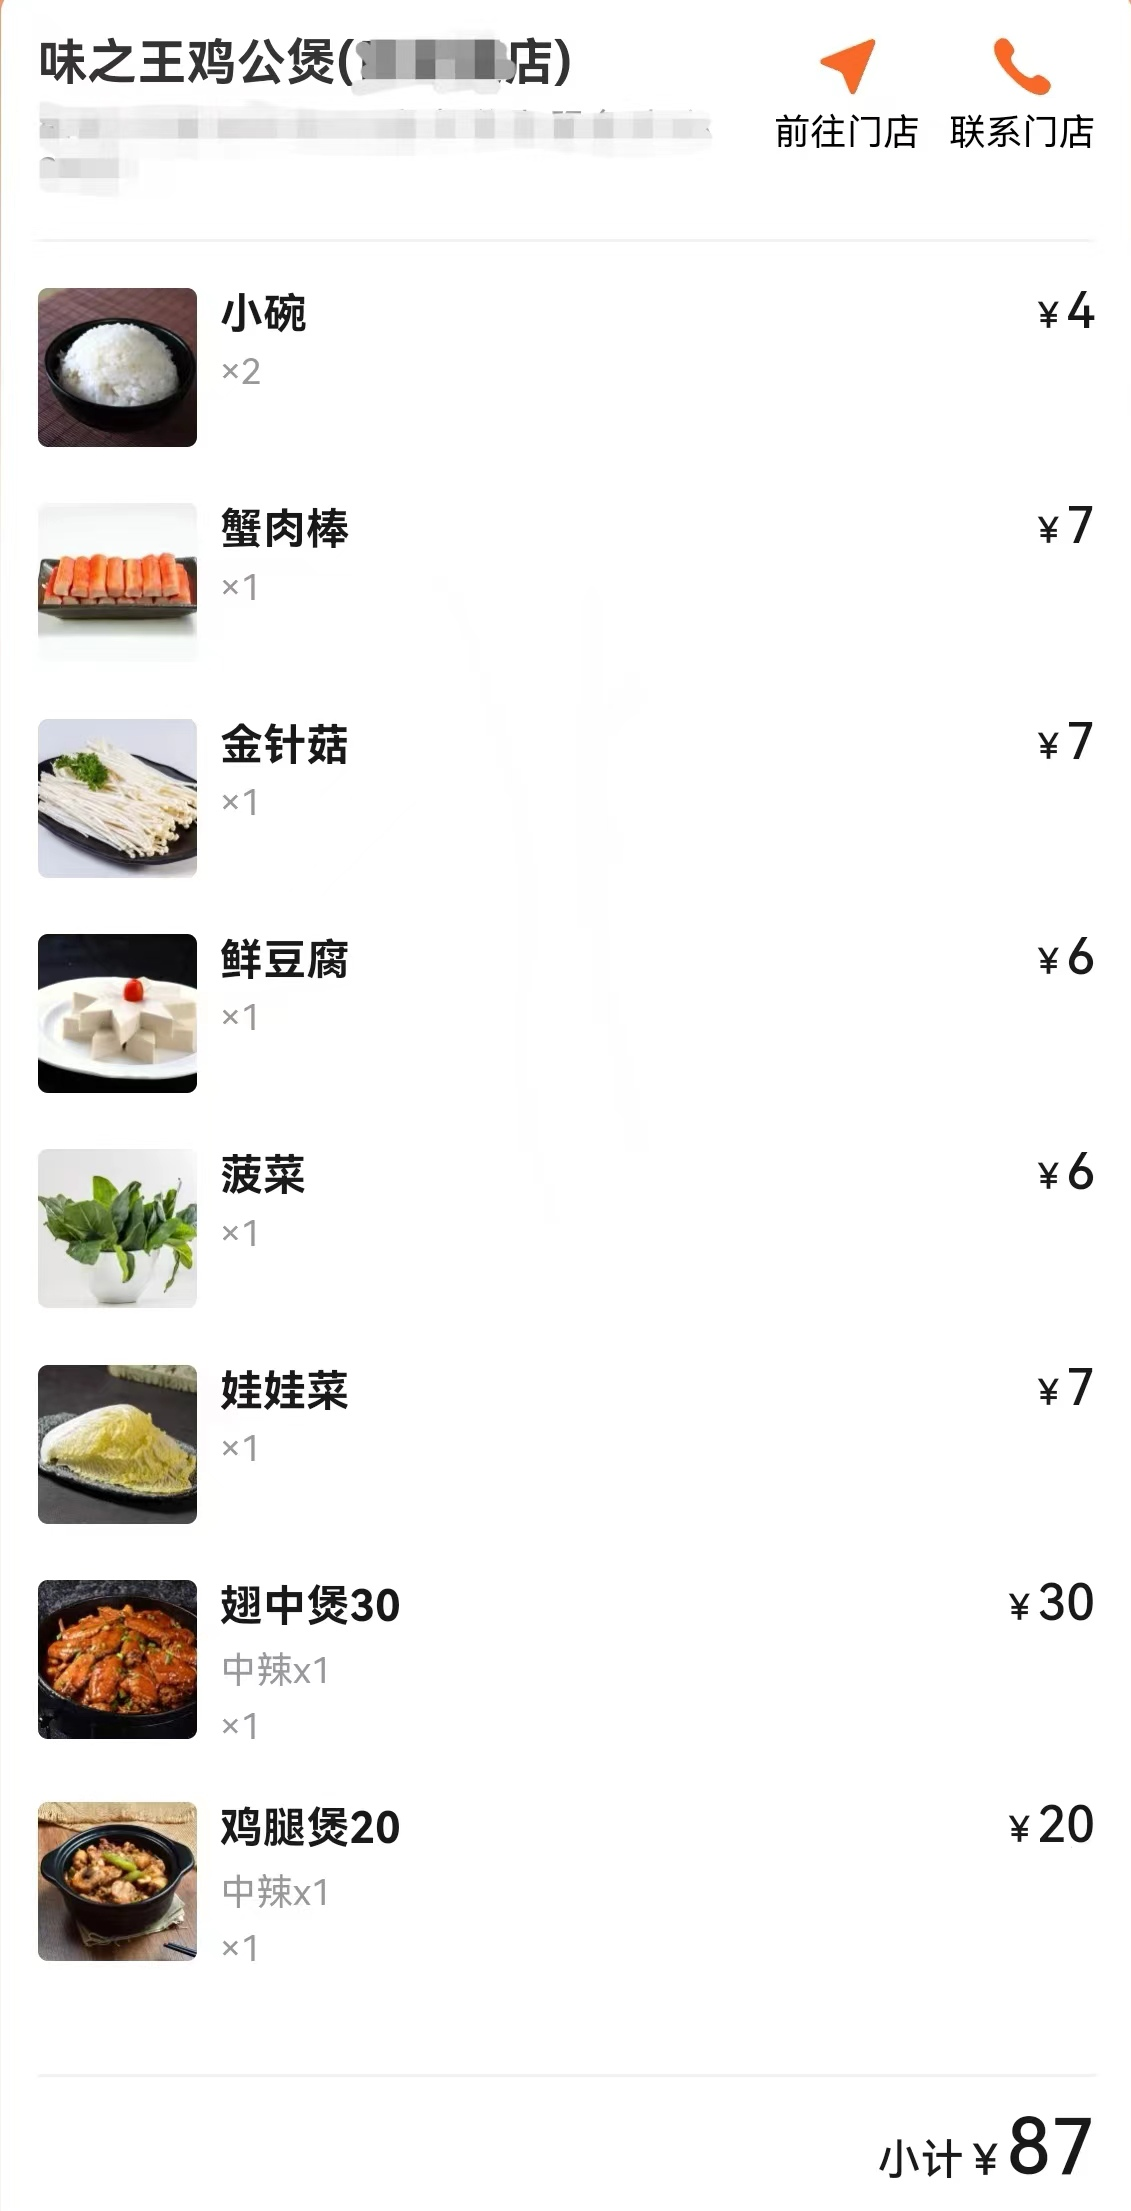 味之王鸡公煲(店)
前往门店 联系门店
小碗 ¥4
×2
蟹肉棒 ¥7
×1
金针菇 ¥7
×1
鲜豆腐 ¥6
×1
菠菜 ¥6
×1
娃娃菜 ¥7
×1
翅中煲30 ¥30
中辣x1
×1
鸡腿煲20 ¥20
中辣x1
×1
小计 ¥87